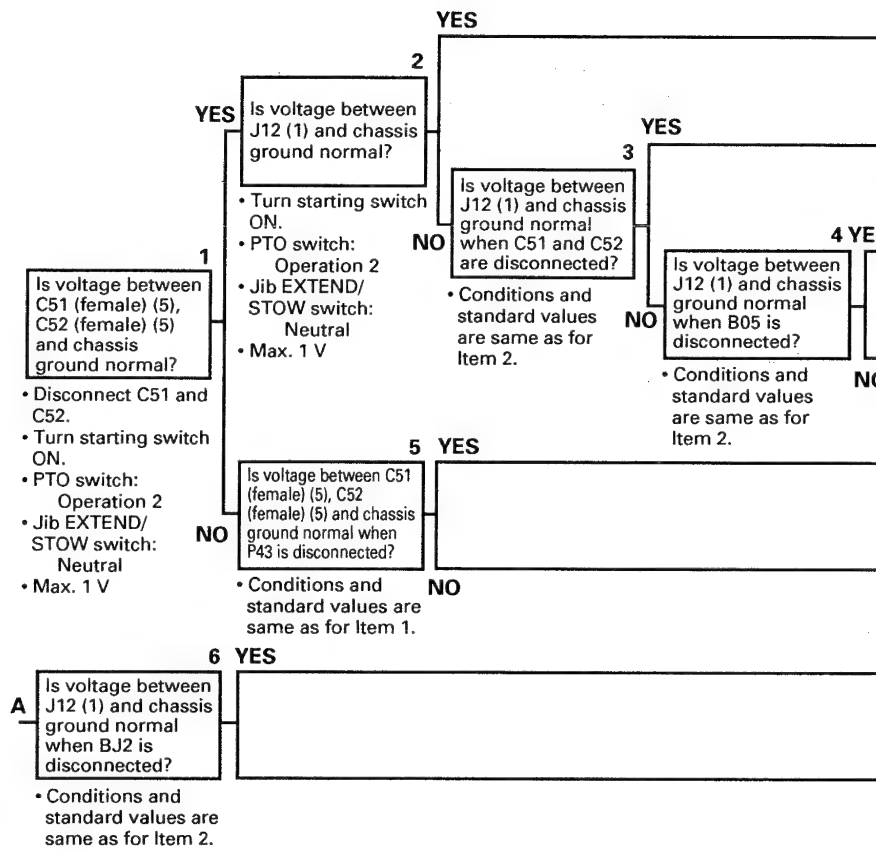 YES
2
YES
Is voltage between
J12 (1) and chassis
ground normal?
• Turn starting switch
ON.
• PTO switch:
Operation 2
• Jib EXTEND/
STOW switch:
Neutral
• Max. 1 V
YES
3
NO
Is voltage between
J12 (1) and chassis
ground normal
when C51 and C52
are disconnected?
• Conditions and
standard values
are same as for
Item 2.
4 YE
NO
Is voltage between
J12 (1) and chassis
ground normal
when B05 is
disconnected?
• Conditions and
standard values
are same as for
Item 2.
NO
1
Is voltage between
C51 (female) (5),
C52 (female) (5)
and chassis
ground normal?
• Disconnect C51 and
C52.
• Turn starting switch
ON.
• PTO switch:
Operation 2
• Jib EXTEND/
STOW switch:
Neutral
• Max. 1 V
5 YES
NO
Is voltage between C51
(female) (5), C52
(female) (5) and chassis
ground normal when
P43 is disconnected?
• Conditions and
standard values are
same as for Item 1.
NO
6 YES
A
Is voltage between
J12 (1) and chassis
ground normal
when BJ2 is
disconnected?
• Conditions and
standard values are
same as for Item 2.